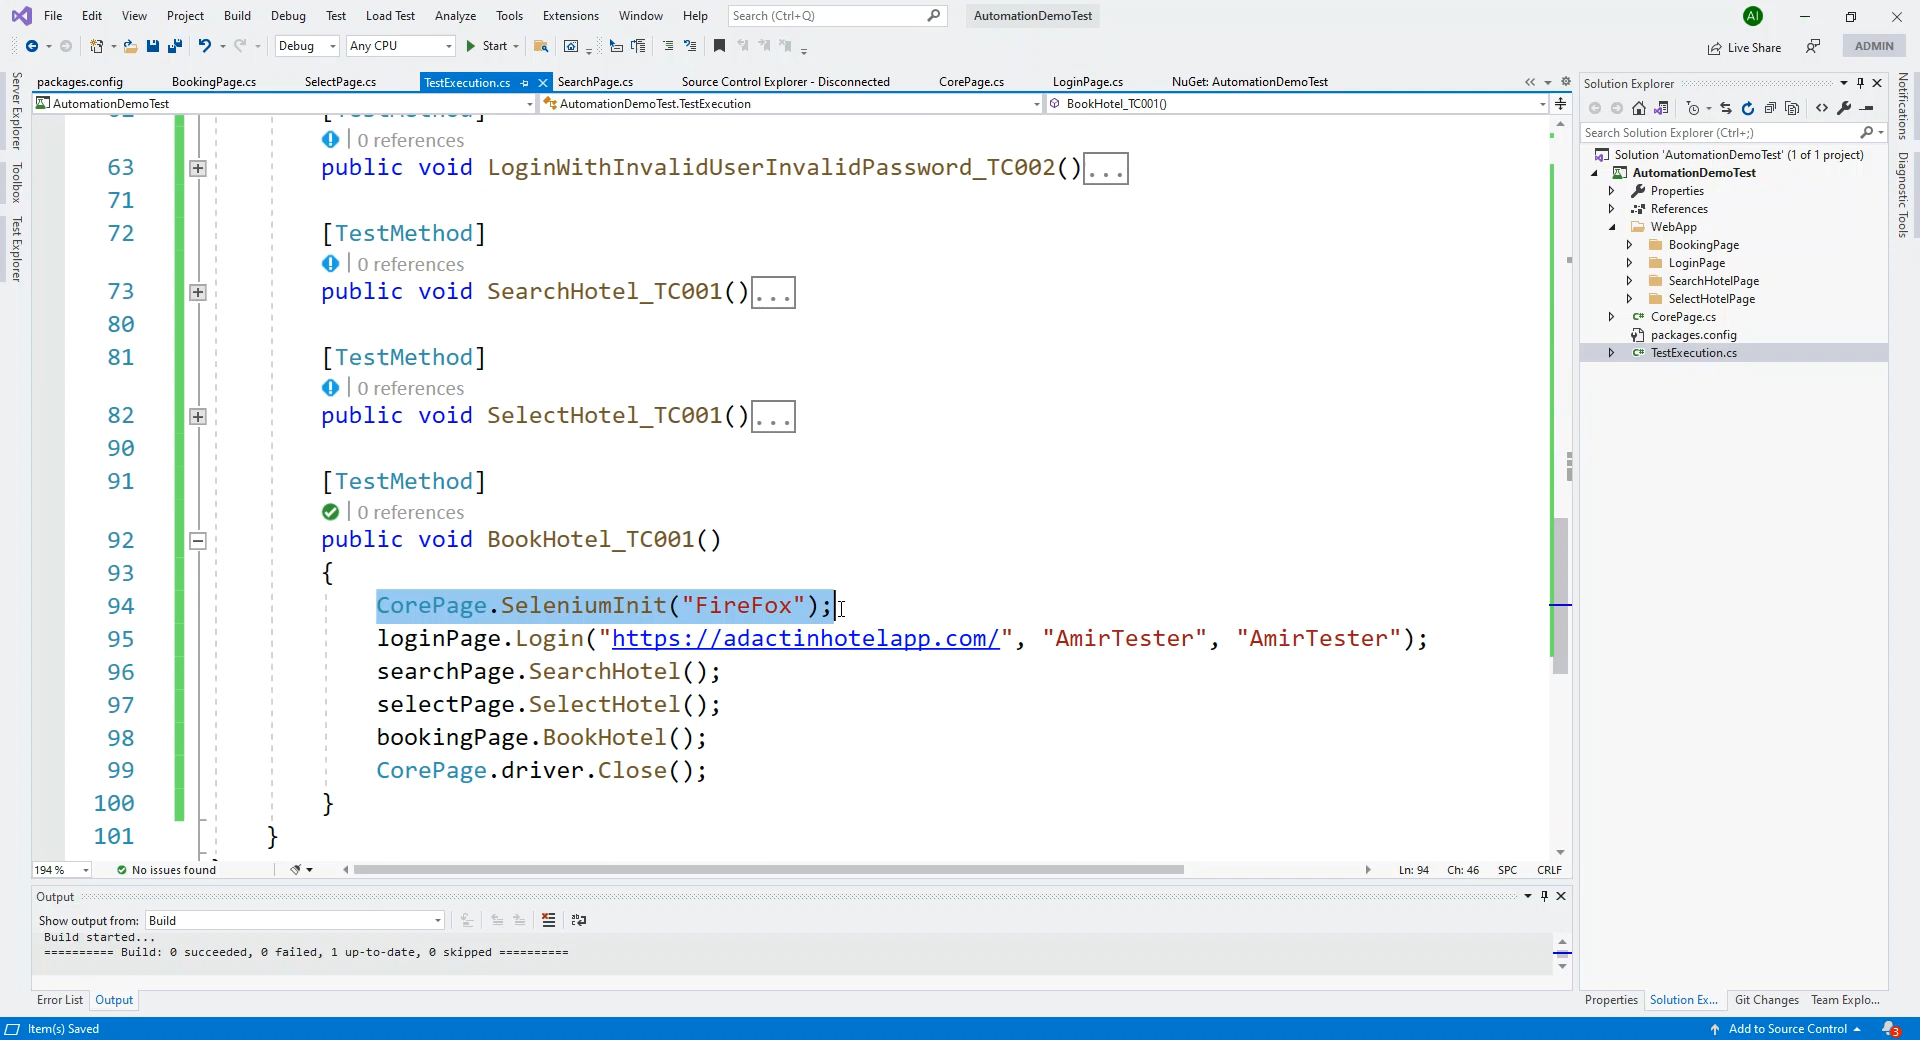 File Edit View Project Build Debug Test Load Test Analyze Tools Extensions Window Help Search (Ctrl+Q) AutomationDemoTest AI
Debug Any CPU Start Live Share ADMIN
packages.config BookingPage.cs SelectPage.cs TestExecution.cs SearchPage.cs Source Control Explorer - Disconnected CorePage.cs LoginPage.cs NuGet: AutomationDemoTest
AutomationDemoTest AutomationDemoTest.TestExecution BookHotel_TC001()
Server Explorer
Toolbox
Test Explorer
[TestMethod]
0 references
63 public void LoginWithInvalidUserInvalidPassword_TC002()...
71
72 [TestMethod]
0 references
73 public void SearchHotel_TC001()...
80
81 [TestMethod]
0 references
82 public void SelectHotel_TC001()...
90
91 [TestMethod]
0 references
92 public void BookHotel_TC001()
93 {
94 CorePage.SeleniumInit("FireFox");
95 loginPage.Login("https://adactinhotelapp.com/", "AmirTester", "AmirTester");
96 searchPage.SearchHotel();
97 selectPage.SelectHotel();
98 bookingPage.BookHotel();
99 CorePage.driver.Close();
100 }
101 }
194 % No issues found Ln: 94 Ch: 46 SPC CRLF
Output
Show output from: Build
Build started...
========== Build: 0 succeeded, 0 failed, 1 up-to-date, 0 skipped ==========
Error List Output
Solution Explorer
Search Solution Explorer (Ctrl+;)
Solution 'AutomationDemoTest' (1 of 1 project)
AutomationDemoTest
Properties
References
WebApp
BookingPage
LoginPage
SearchHotelPage
SelectHotelPage
C# CorePage.cs
packages.config
C# TestExecution.cs
Properties Solution Ex... Git Changes Team Explo...
Notifications
Diagnostic Tools
Item(s) Saved Add to Source Control 3